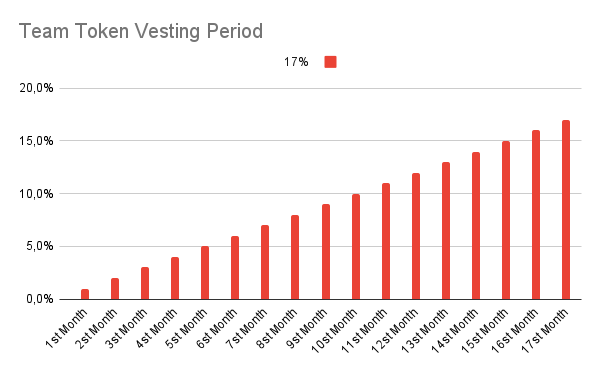 Team Token Vesting Period
17%
20,0%
15,0%
10,0%
5,0%
0,0%
1st Month
2st Month
3st Month
4st Month
5st Month
6st Month
7st Month
8st Month
9st Month
10st Month
11st Month
12st Month
13st Month
14st Month
15st Month
16st Month
17st Month